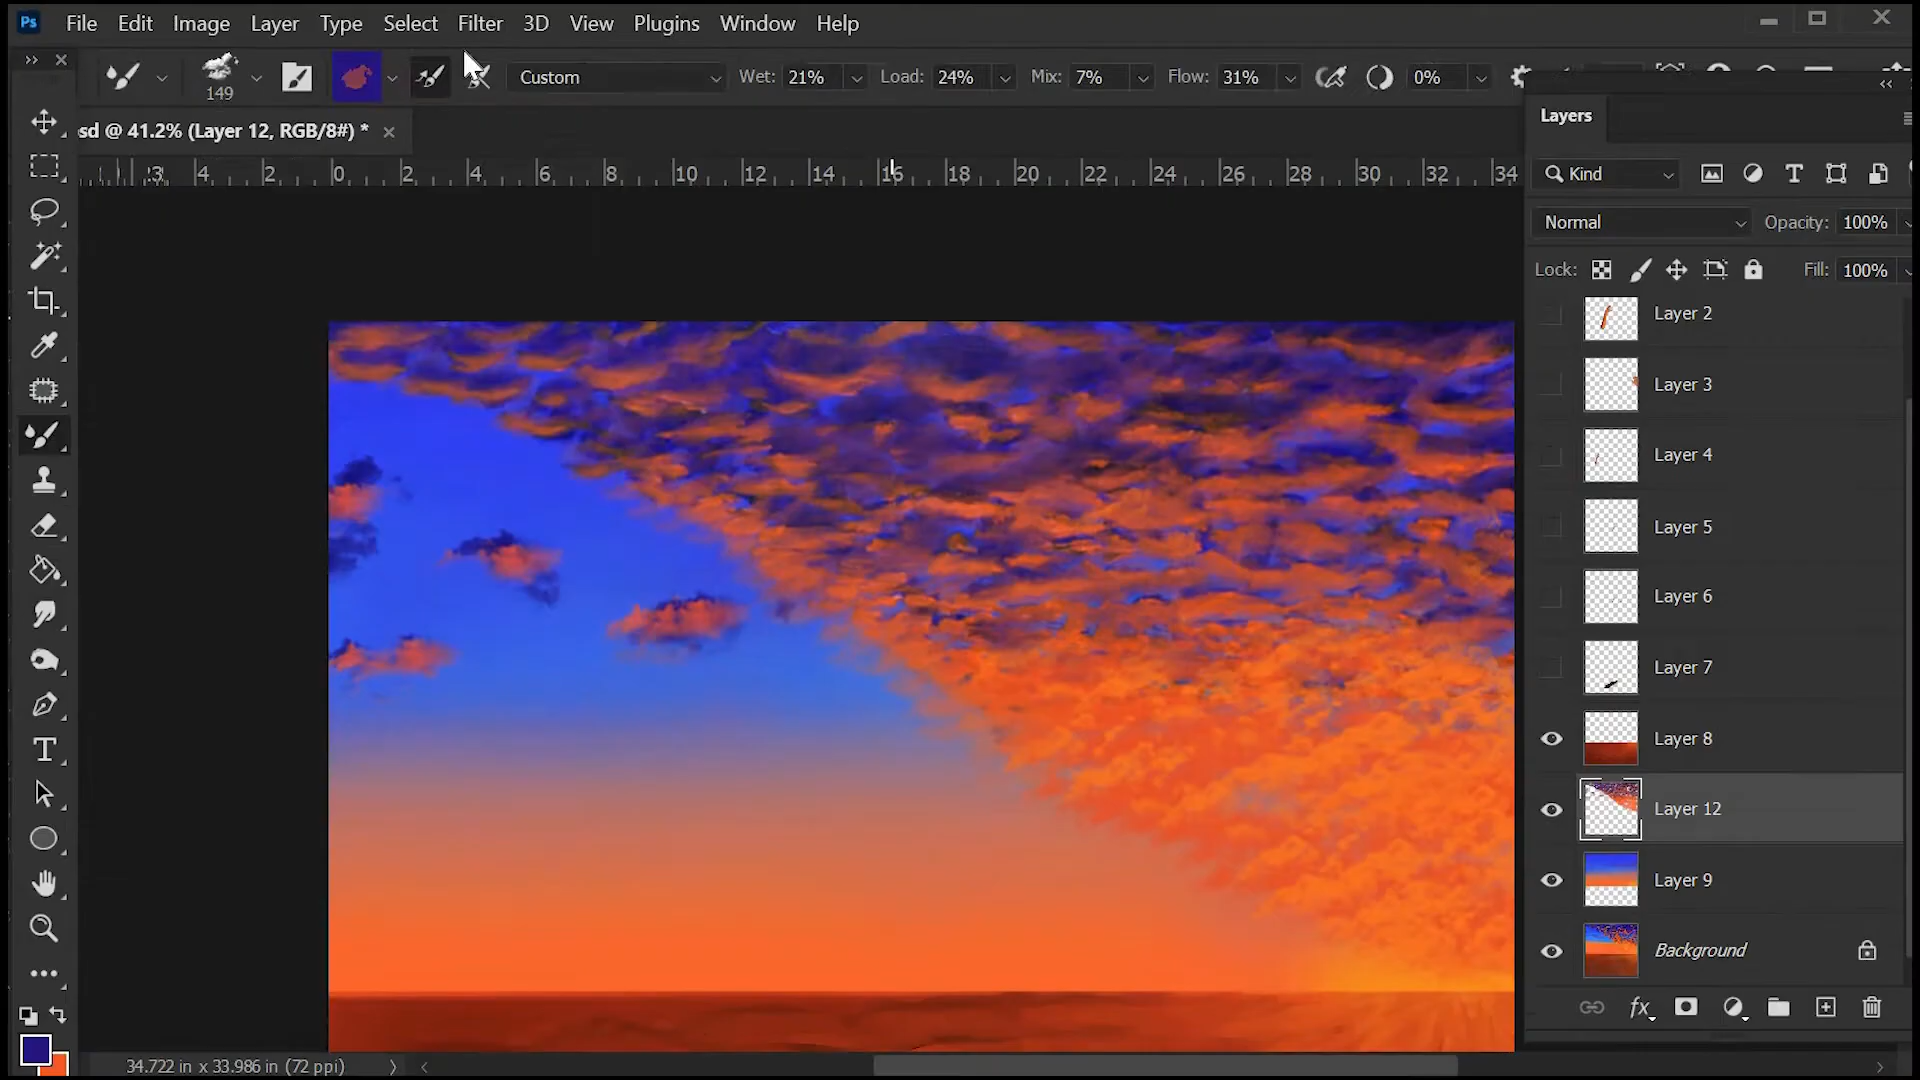 Ps File Edit Image Layer Type Select Filter 3D View Plugins Window Help
149 Custom Wet: 21% Load: 24% Mix: 7% Flow: 31% 0%
sd @ 41.2% (Layer 12, RGB/8#) *
4 2 0 2 4 6 8 10 12 14 16 18 20 22 24 26 28 30 32 34
Layers
Kind
Normal Opacity: 100%
Lock: Fill: 100%
Layer 2
Layer 3
Layer 4
Layer 5
Layer 6
Layer 7
Layer 8
Layer 12
Layer 9
Background
fx
34.722 in x 33.986 in (72 ppi)